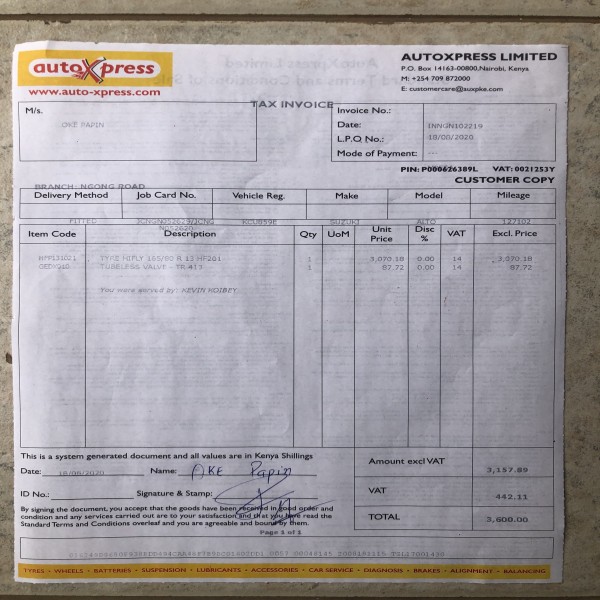 autoXpress
www.auto-xpress.com
AUTOXPRESS LIMITED
P.O. Box 14163-00800,Nairobi, Kenya
M: +254 709 872000
E: customercare@auxpke.com
TAX INVOICE
M/s.
OKE PAPIN
Invoice No.:
Date: INNGN102219
L.P.O No.: 18/08/2020
Mode of Payment:
PIN: P000626389L VAT: 0021253Y
CUSTOMER COPY
BRANCH: NGONG ROAD
Delivery Method Job Card No. Vehicle Reg. Make Model Mileage
FITTED JCNGN052629/JCNG KCU859E SUZUKI ALTO 127102
N052620
Item Code Description Qty UoM Unit Price Disc % VAT Excl. Price
TYRE HIFLY 155/80 R 13 HF201 1 3,070.18 0.00 14 3,070.18
TUBELESS VALVE - TR-413 1 87.72 0.00 14 87.72
You were served by: KEVIN KOIBEY
This is a system generated document and all values are in Kenya Shillings
Date: 18/08/2020 Name: OKE Papin
ID No.: Signature & Stamp:
By signing the document, you accept that the goods have been received in good order and
condition and any services carried out are to your satisfaction and that you have read the
Standard Terms and Conditions overleaf and you are agreeable and bound by them.
Page 1 of 1
Amount excl VAT 3,157.89
VAT 442.11
TOTAL 3,600.00
TYRES • WHEELS • BATTERIES • SUSPENSION • LUBRICANTS • ACCESSORIES • CAR SERVICE • DIAGNOSIS • BRAKES • ALIGNMENT • BALANCING